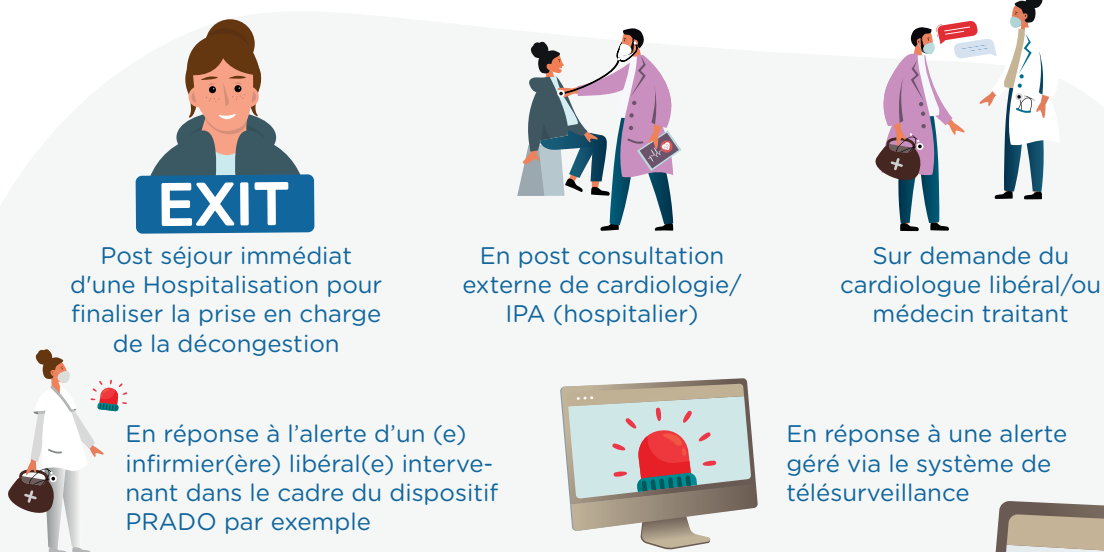 EXIT
Post séjour immédiat
d'une Hospitalisation pour
finaliser la prise en charge
de la décongestion
En post consultation
externe de cardiologie/
IPA (hospitalier)
Sur demande du
cardiologue libéral/ou
médecin traitant
En réponse à l’alerte d’un (e)
infirmier(ère) libéral(e) interve-
nant dans le cadre du dispositif
PRADO par exemple
En réponse à une alerte
géré via le système de
télésurveillance